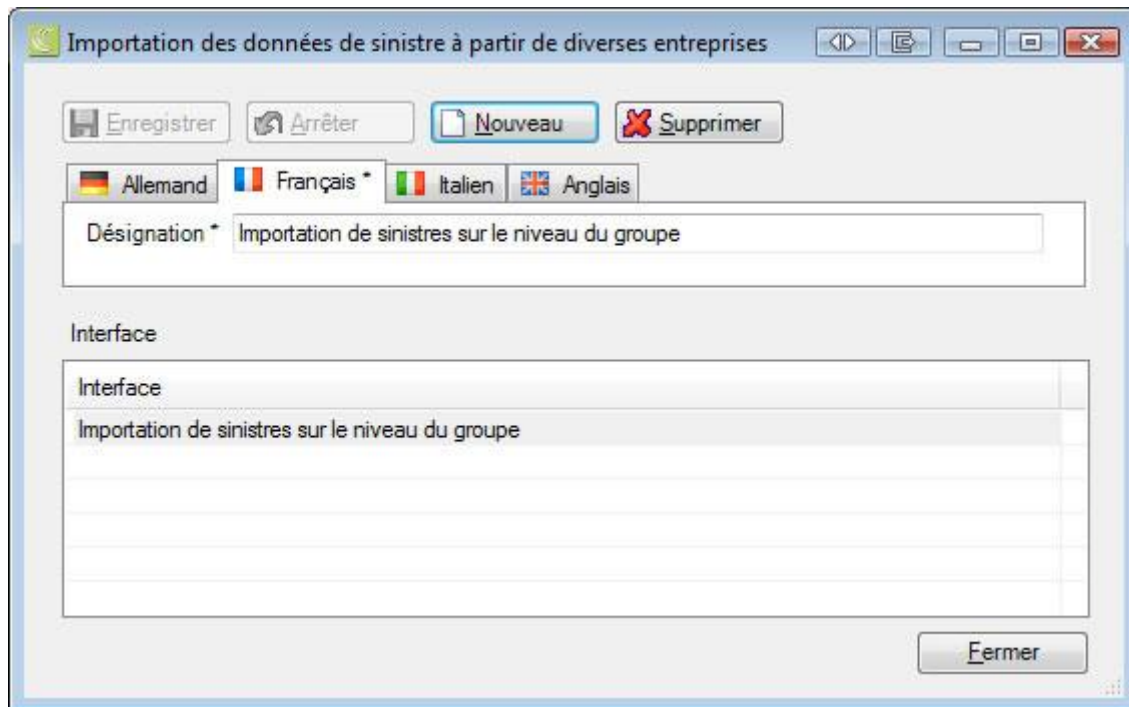 Importation des données de sinistre à partir de diverses entreprises
Enregistrer Arrêter Nouveau Supprimer
Allemand Français * Italien Anglais
Désignation * Importation de sinistres sur le niveau du groupe
Interface
Interface
Importation de sinistres sur le niveau du groupe
Fermer